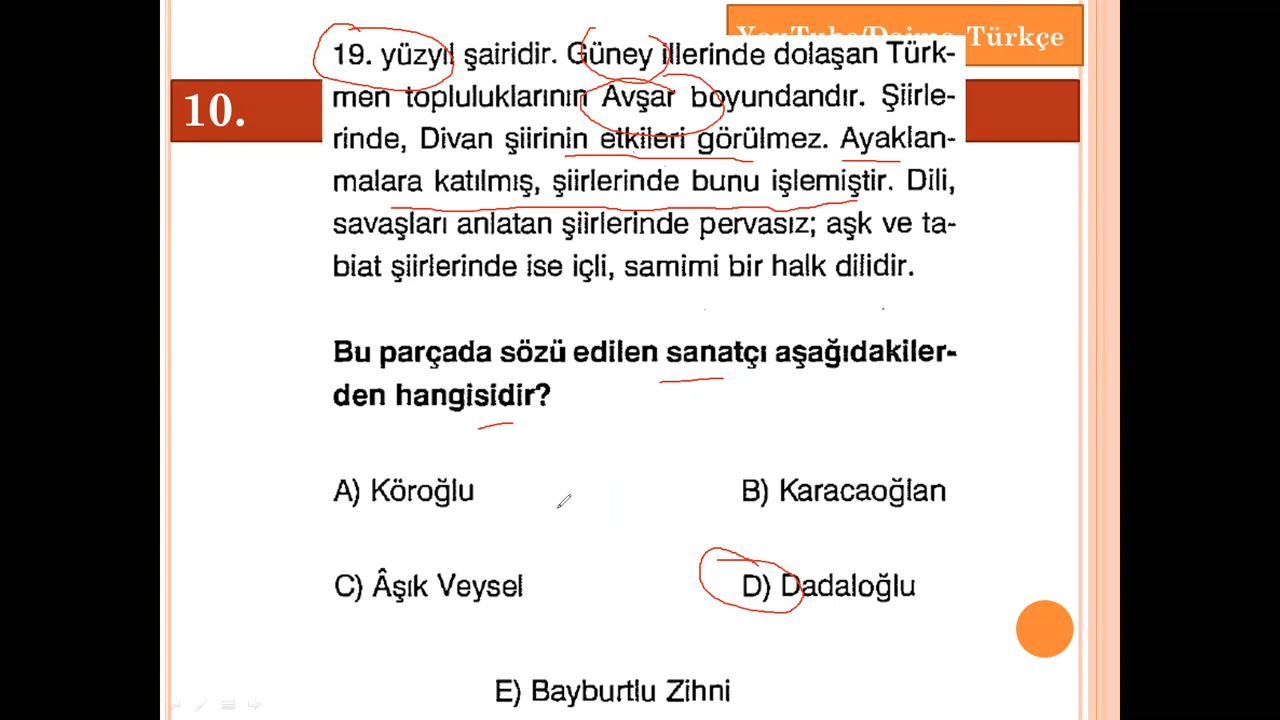 YouTube/Daima Türkçe
10.
19. yüzyıl şairidir. Güney illerinde dolaşan Türk-
men topluluklarının Avşar boyundandır. Şiirle-
rinde, Divan şiirinin etkileri görülmez. Ayaklan-
malara katılmış, şiirlerinde bunu işlemiştir. Dili,
savaşları anlatan şiirlerinde pervasız; aşk ve ta-
biat şiirlerinde ise içli, samimi bir halk dilidir.
Bu parçada sözü edilen sanatçı aşağıdakiler-
den hangisidir?
A) Köroğlu
B) Karacaoğlan
C) Âşık Veysel
D) Dadaloğlu
E) Bayburtlu Zihni